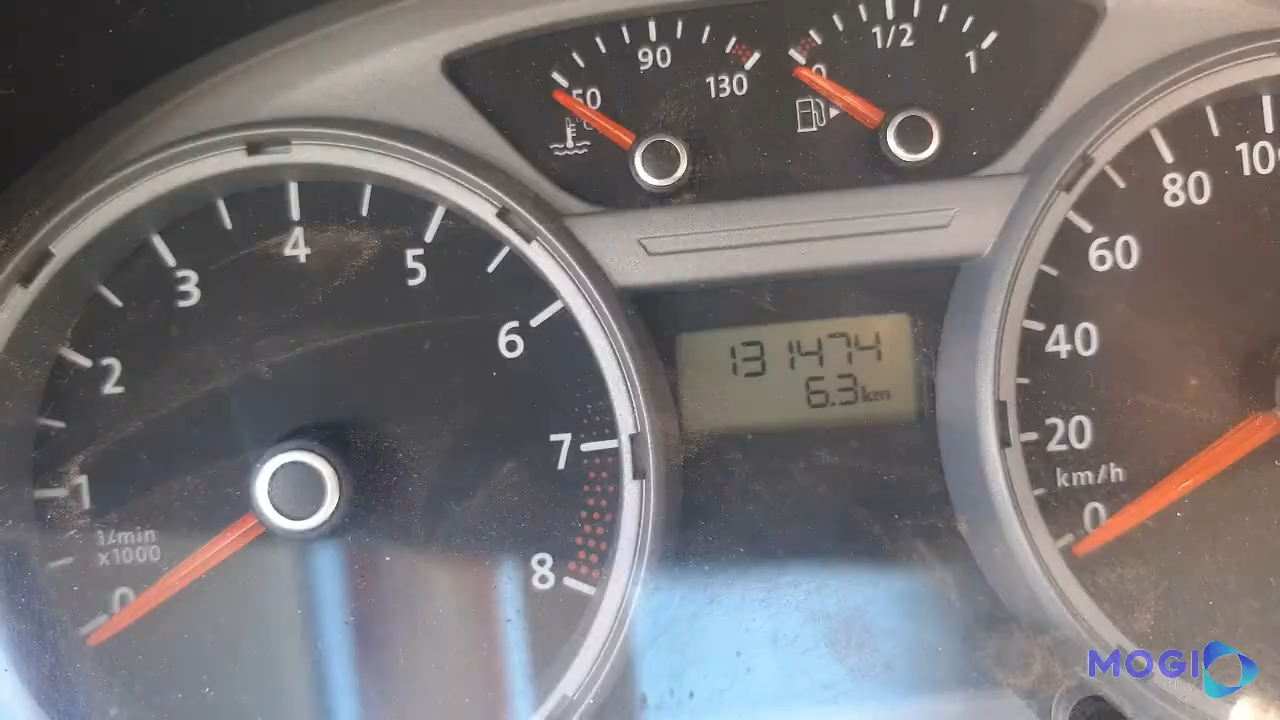 50 90 130
°C
0 1/2 1
0 1 2 3 4 5 6 7 8
1/min
x1000
131474
6.3 km
0 20 40 60 80
km/h
MOGI